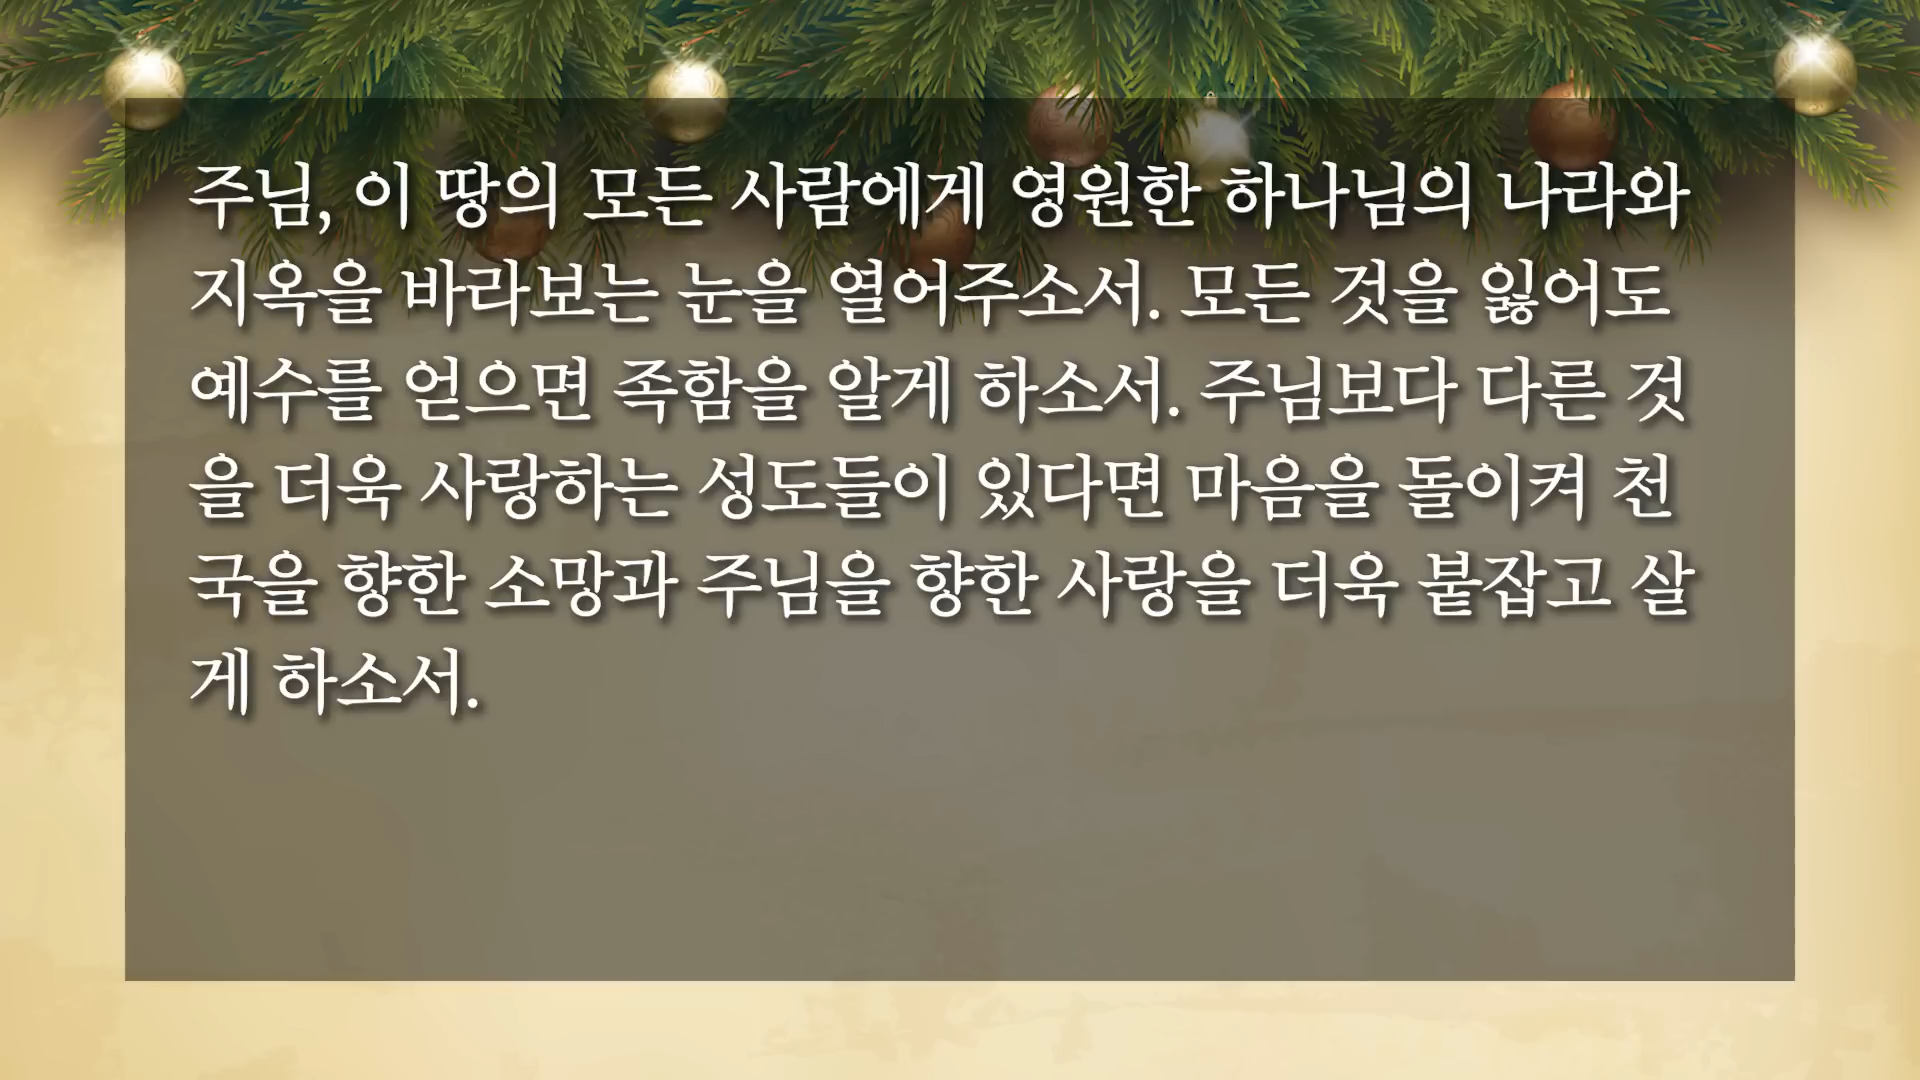 주님, 이 땅의 모든 사람에게 영원한 하나님의 나라와
지옥을 바라보는 눈을 열어주소서. 모든 것을 잃어도
예수를 얻으면 족함을 알게 하소서. 주님보다 다른 것
을 더욱 사랑하는 성도들이 있다면 마음을 돌이켜 천
국을 향한 소망과 주님을 향한 사랑을 더욱 붙잡고 살
게 하소서.